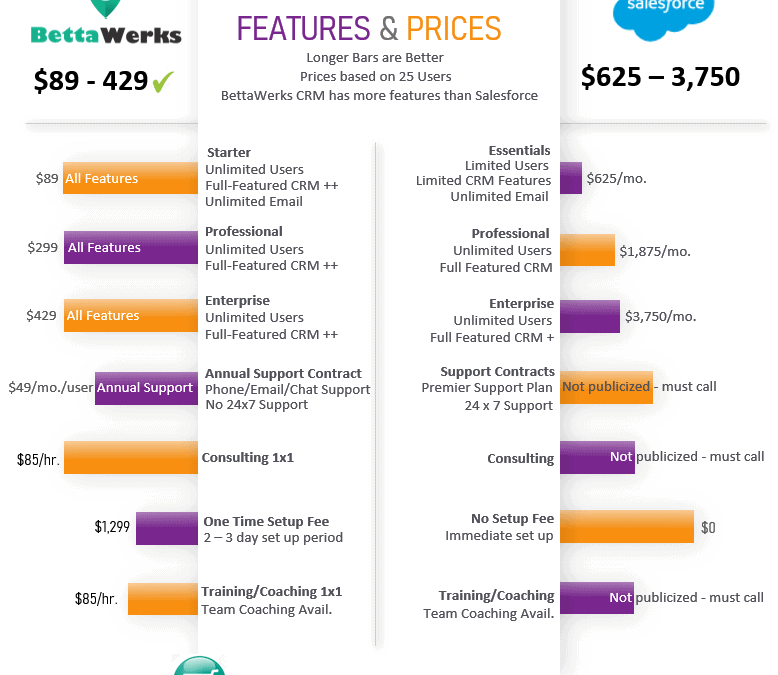 BettaWerks
$89 - 429
FEATURES & PRICES
Longer Bars are Better
Prices based on 25 Users
BettaWerks CRM has more features than Salesforce
salesforce
$625 – 3,750
$89
All Features
Starter
Unlimited Users
Full-Featured CRM ++
Unlimited Email
$299
All Features
Professional
Unlimited Users
Full-Featured CRM ++
$429
All Features
Enterprise
Unlimited Users
Full-Featured CRM ++
$49/mo./user
Annual Support
Annual Support Contract
Phone/Email/Chat Support
No 24x7 Support
$85/hr.
Consulting 1x1
$1,299
One Time Setup Fee
2 – 3 day set up period
$85/hr.
Training/Coaching 1x1
Team Coaching Avail.
Essentials
Limited Users
Limited CRM Features
Unlimited Email
$625/mo.
Professional
Unlimited Users
Full Featured CRM
$1,875/mo.
Enterprise
Unlimited Users
Full Featured CRM +
$3,750/mo.
Support Contracts
Premier Support Plan
24 x 7 Support
Not publicized - must call
Consulting
Not publicized - must call
No Setup Fee
Immediate set up
$0
Training/Coaching
Team Coaching Avail.
Not publicized - must call